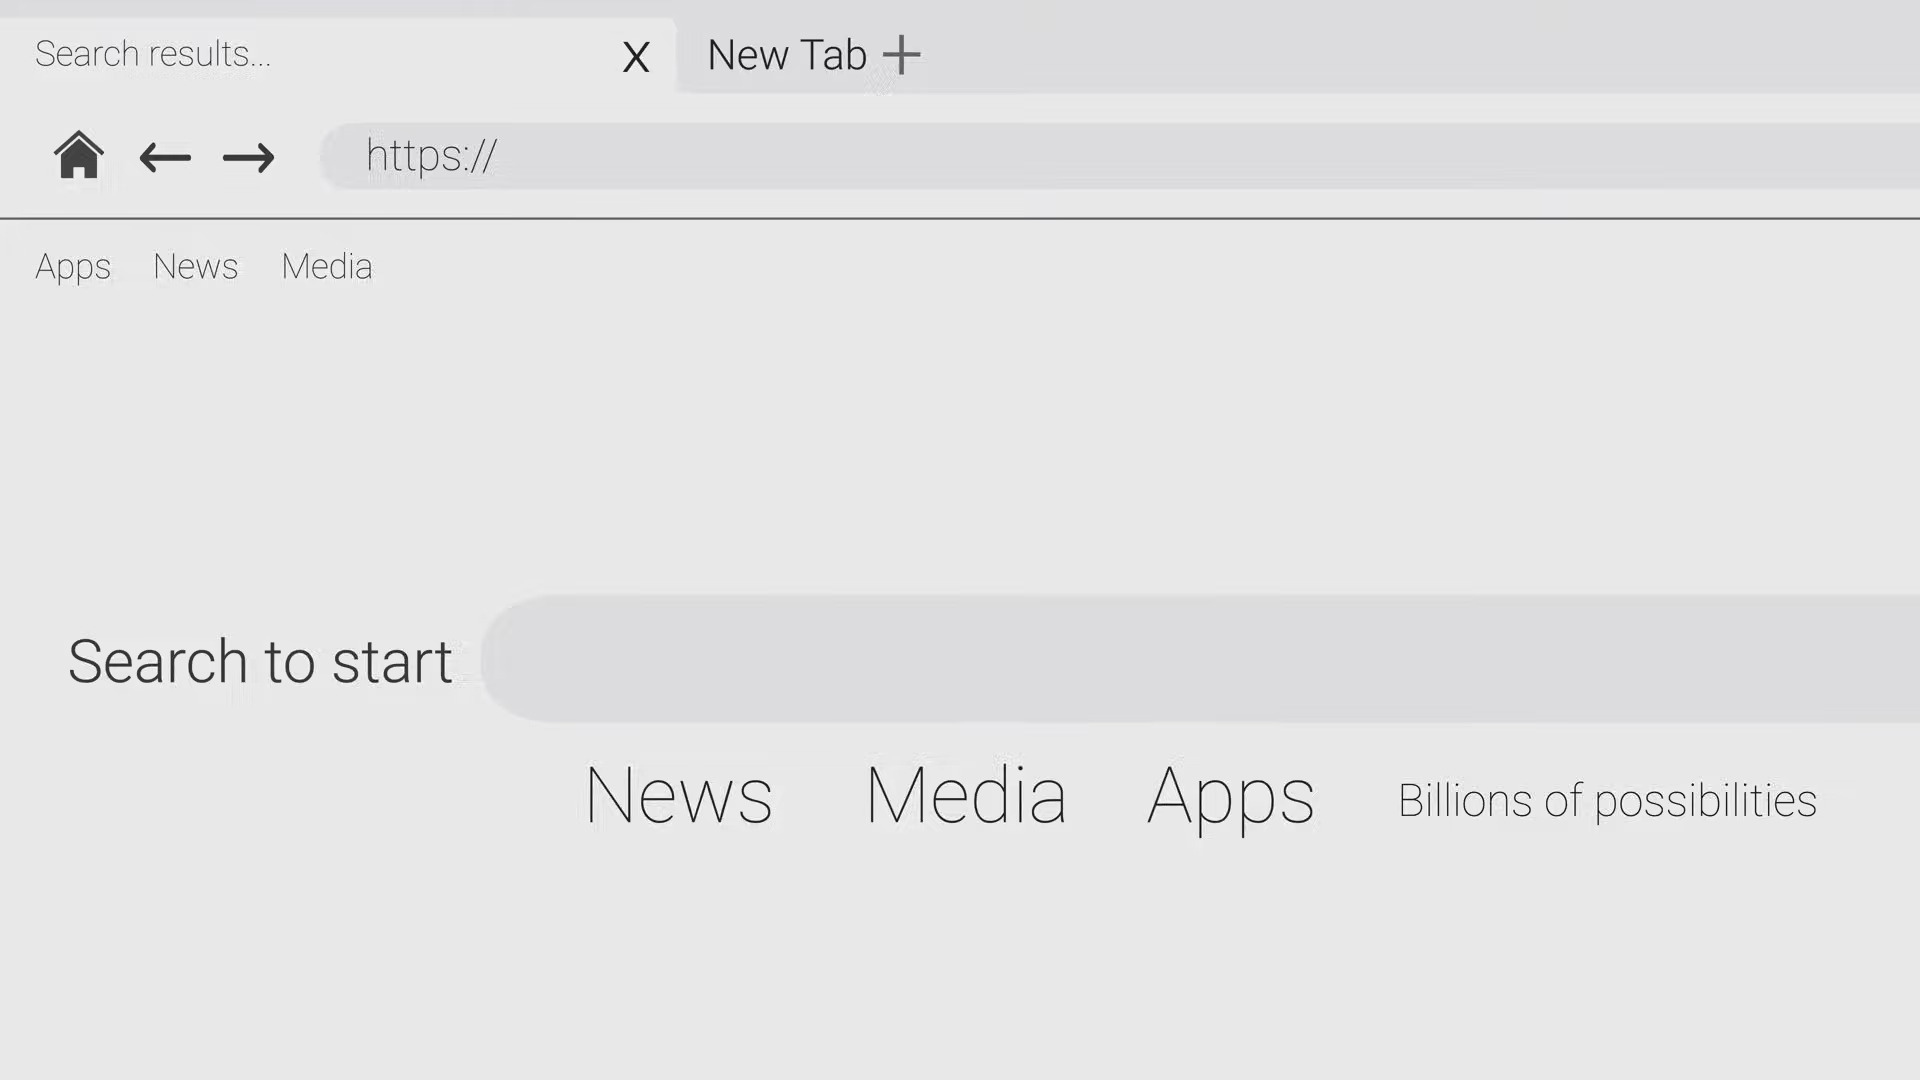 Search results... X New Tab +
https://
Apps News Media
Search to start
News Media Apps Billions of possibilities